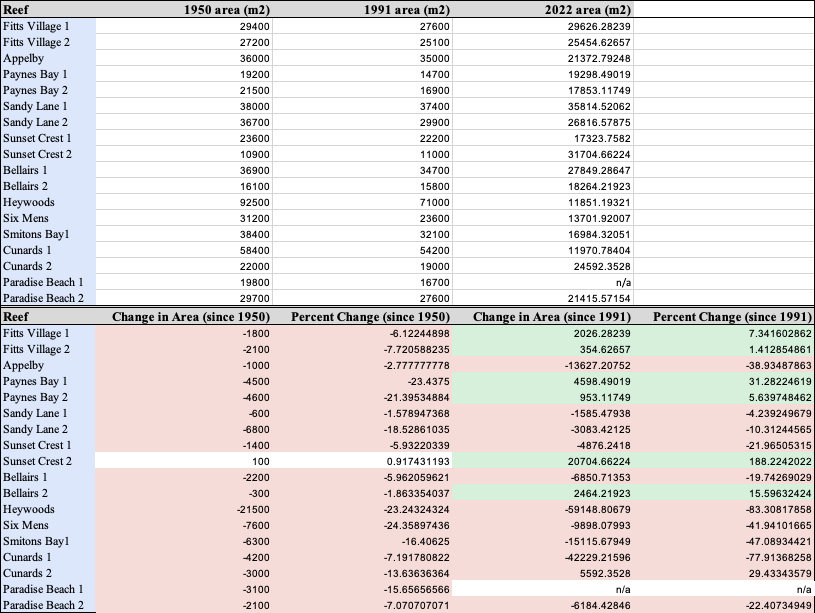 Reef 1950 area (m2) 1991 area (m2) 2022 area (m2)
Fitts Village 1 29400 27600 29626.28239
Fitts Village 2 27200 25100 25454.62657
Appelby 36000 35000 21372.79248
Paynes Bay 1 19200 14700 19298.49019
Paynes Bay 2 21500 16900 17853.11749
Sandy Lane 1 38000 37400 35814.52062
Sandy Lane 2 36700 29900 26816.57875
Sunset Crest 1 23600 22200 17323.7582
Sunset Crest 2 10900 11000 31704.66224
Bellairs 1 36900 34700 27849.28647
Bellairs 2 16100 15800 18264.21923
Heywoods 92500 71000 11851.19321
Six Mens 31200 23600 13701.92007
Smitons Bay1 38400 32100 16984.32051
Cunards 1 58400 54200 11970.78404
Cunards 2 22000 19000 24592.3528
Paradise Beach 1 19800 16700 n/a
Paradise Beach 2 29700 27600 21415.57154
Reef Change in Area (since 1950) Percent Change (since 1950) Change in Area (since 1991) Percent Change (since 1991)
Fitts Village 1 -1800 -6.12244898 2026.28239 7.341602862
Fitts Village 2 -2100 -7.720588235 354.62657 1.412854861
Appelby -1000 -2.777777778 -13627.20752 -38.93487863
Paynes Bay 1 -4500 -23.4375 4598.49019 31.28224619
Paynes Bay 2 -4600 -21.39534884 953.11749 5.639748462
Sandy Lane 1 -600 -1.578947368 -1585.47938 -4.239249679
Sandy Lane 2 -6800 -18.52861035 -3083.42125 -10.31244565
Sunset Crest 1 -1400 -5.93220339 -4876.2418 -21.96505315
Sunset Crest 2 100 0.917431193 20704.66224 188.2242022
Bellairs 1 -2200 -5.962059621 -6850.71353 -19.74269029
Bellairs 2 -300 -1.863354037 2464.21923 15.59632424
Heywoods -21500 -23.24324324 -59148.80679 -83.30817858
Six Mens -7600 -24.35897436 -9898.07993 -41.94101665
Smitons Bay1 -6300 -16.40625 -15115.67949 -47.08934421
Cunards 1 -4200 -7.191780822 -42229.21596 -77.91368258
Cunards 2 -3000 -13.63636364 5592.3528 29.43343579
Paradise Beach 1 -3100 -15.65656566 n/a n/a
Paradise Beach 2 -2100 -7.070707071 -6184.42846 -22.40734949